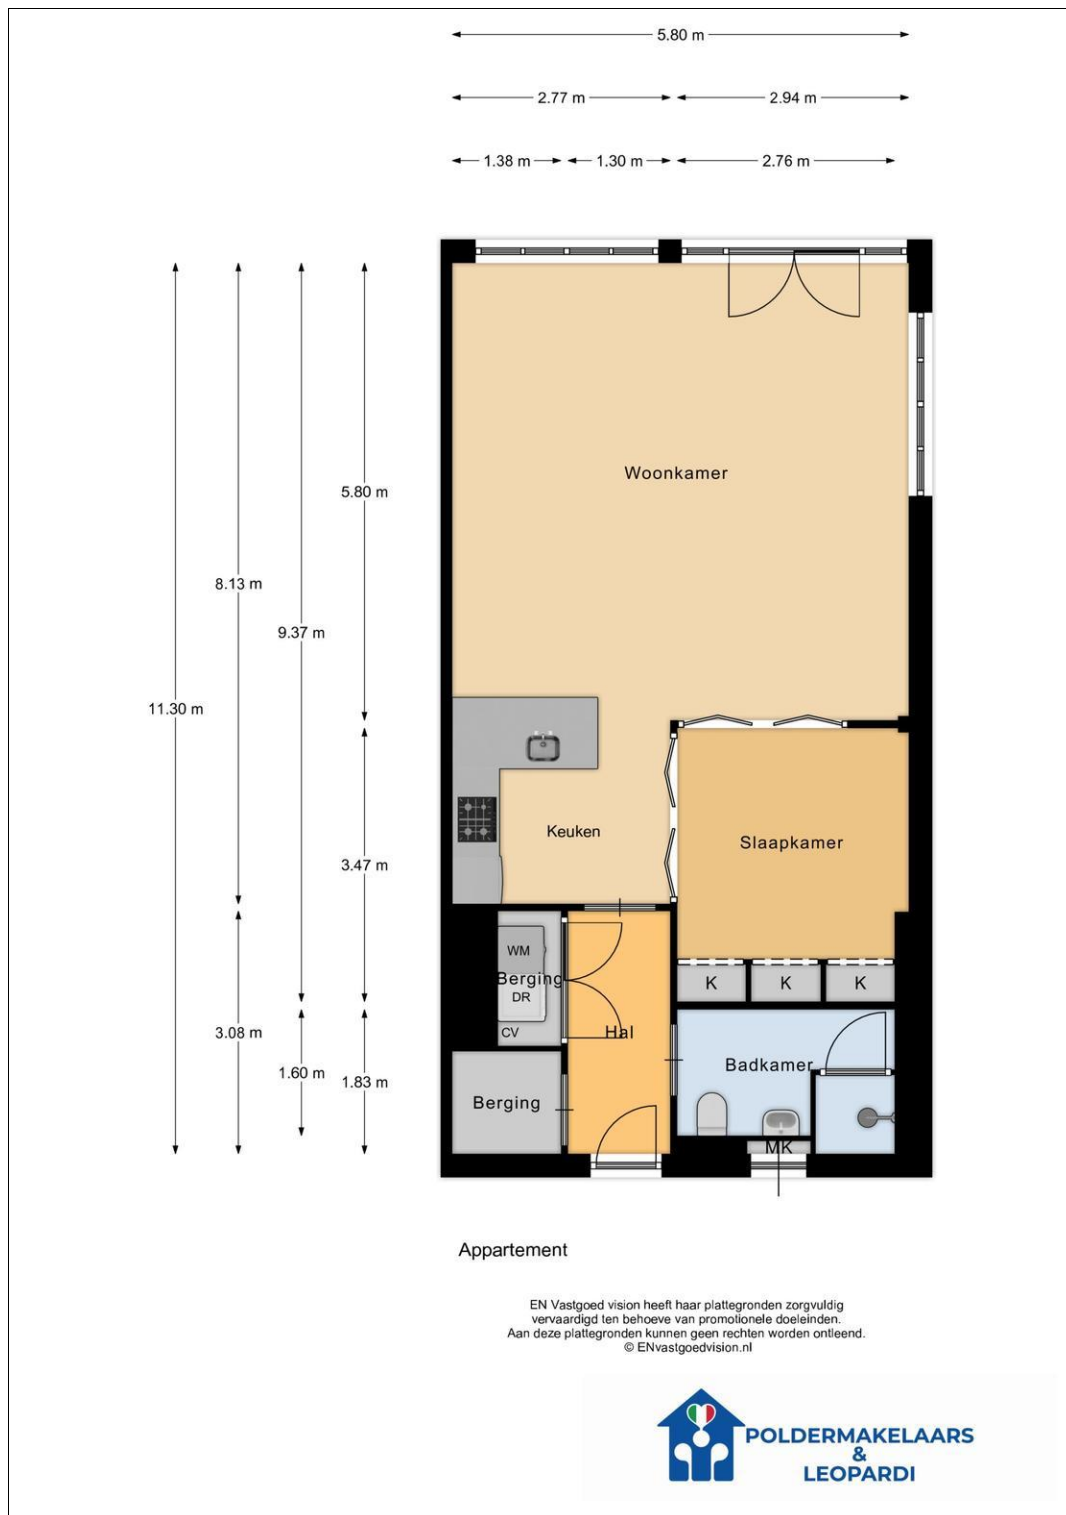 5.80 m
2.77 m
2.94 m
1.38 m
1.30 m
2.76 m
Woonkamer
5.80 m
8.13 m
9.37 m
11.30 m
Keuken
Slaapkamer
3.47 m
WM
Berging
DR
CV
K
K
K
Hal
3.08 m
1.60 m
1.83 m
Badkamer
Berging
MK
Appartement
EN Vastgoed vision heeft haar plattegronden zorgvuldig
vervaardigd ten behoeve van promotionele doeleinden.
Aan deze plattegronden kunnen geen rechten worden ontleend.
© ENvastgoedvision.nl
POLDERMAKELAARS
&
LEOPARDI